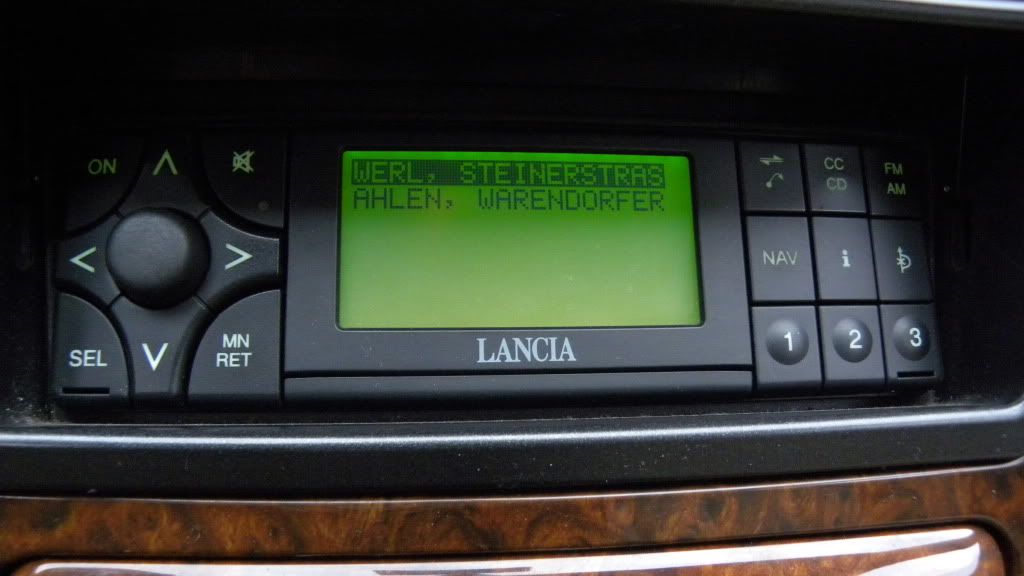 ON
WERL, STEINERSTRAS
AHLEN, WARENDORFER
SEL
MN
RET
LANCIA
CC
CD
FM
AM
NAV
i
1
2
3